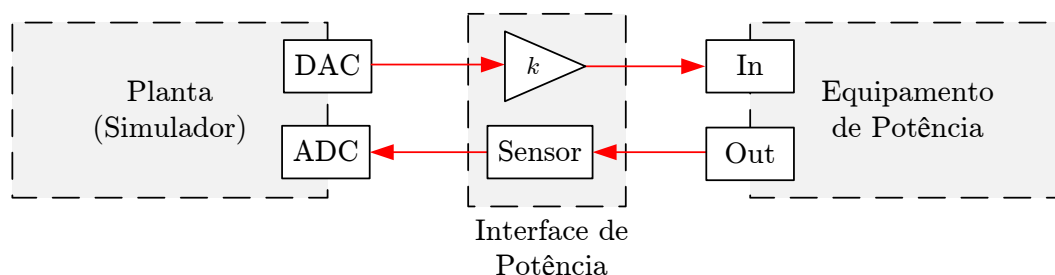 Planta
(Simulador)
DAC
ADC
k
Sensor
Interface de
Potência
In
Out
Equipamento
de Potência